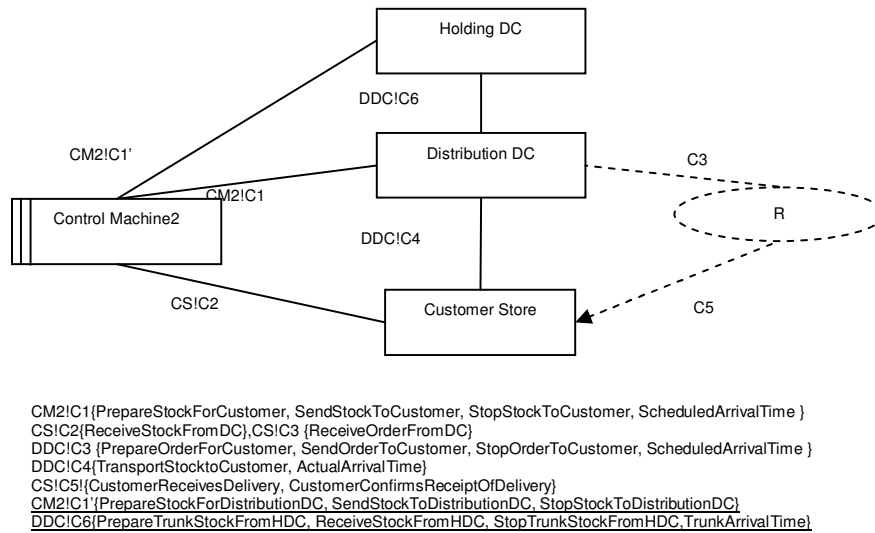 Holding DC
DDC!C6
CM2!C1’
Distribution DC
C3
CM2!C1
Control Machine2
R
DDC!C4
CS!C2
Customer Store
C5
CM2!C1{PrepareStockForCustomer, SendStockToCustomer, StopStockToCustomer, ScheduledArrivalTime }
CS!C2{ReceiveStockFromDC},CS!C3 {ReceiveOrderFromDC}
DDC!C3 {PrepareOrderForCustomer, SendOrderToCustomer, StopOrderToCustomer, ScheduledArrivalTime }
DDC!C4{TransportStocktoCustomer, ActualArrivalTime}
CS!C5!{CustomerReceivesDelivery, CustomerConfirmsReceiptOfDelivery}
CM2!C1’{PrepareStockForDistributionDC, SendStockToDistributionDC, StopStockToDistributionDC}
DDC!C6{PrepareTrunkStockFromHDC, ReceiveStockFromHDC, StopTrunkStockFromHDC,TrunkArrivalTime}